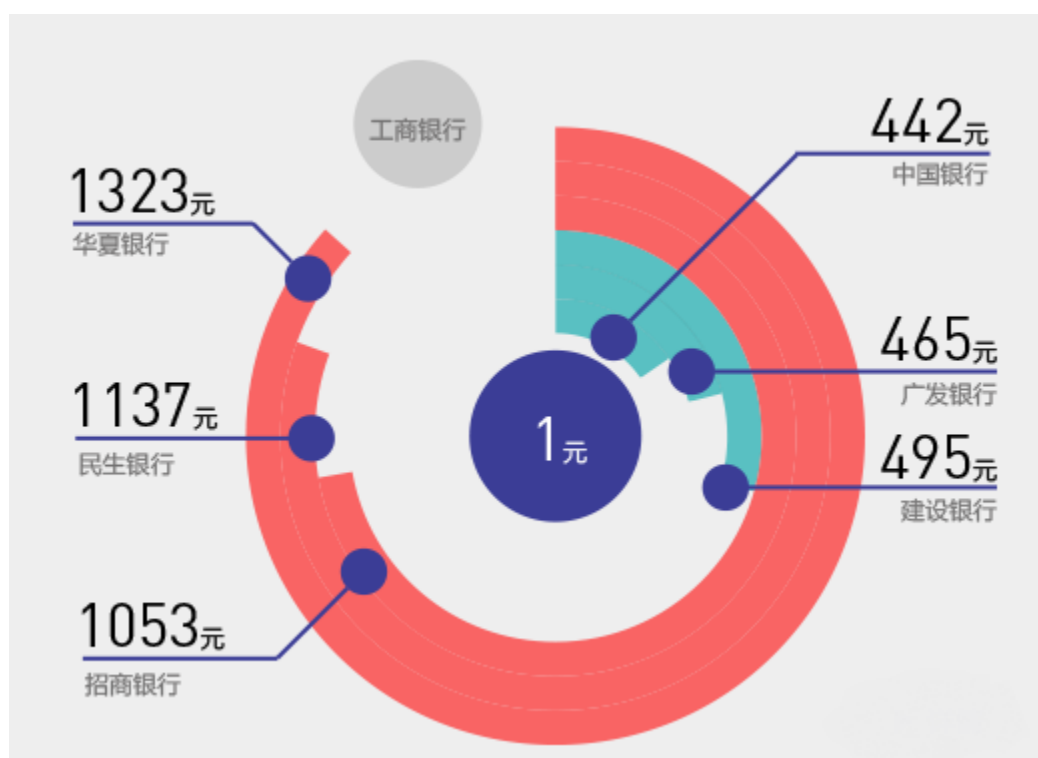 工商银行
442元
中国银行
1323元
华夏银行
465元
广发银行
1137元
民生银行
1元
495元
建设银行
1053元
招商银行